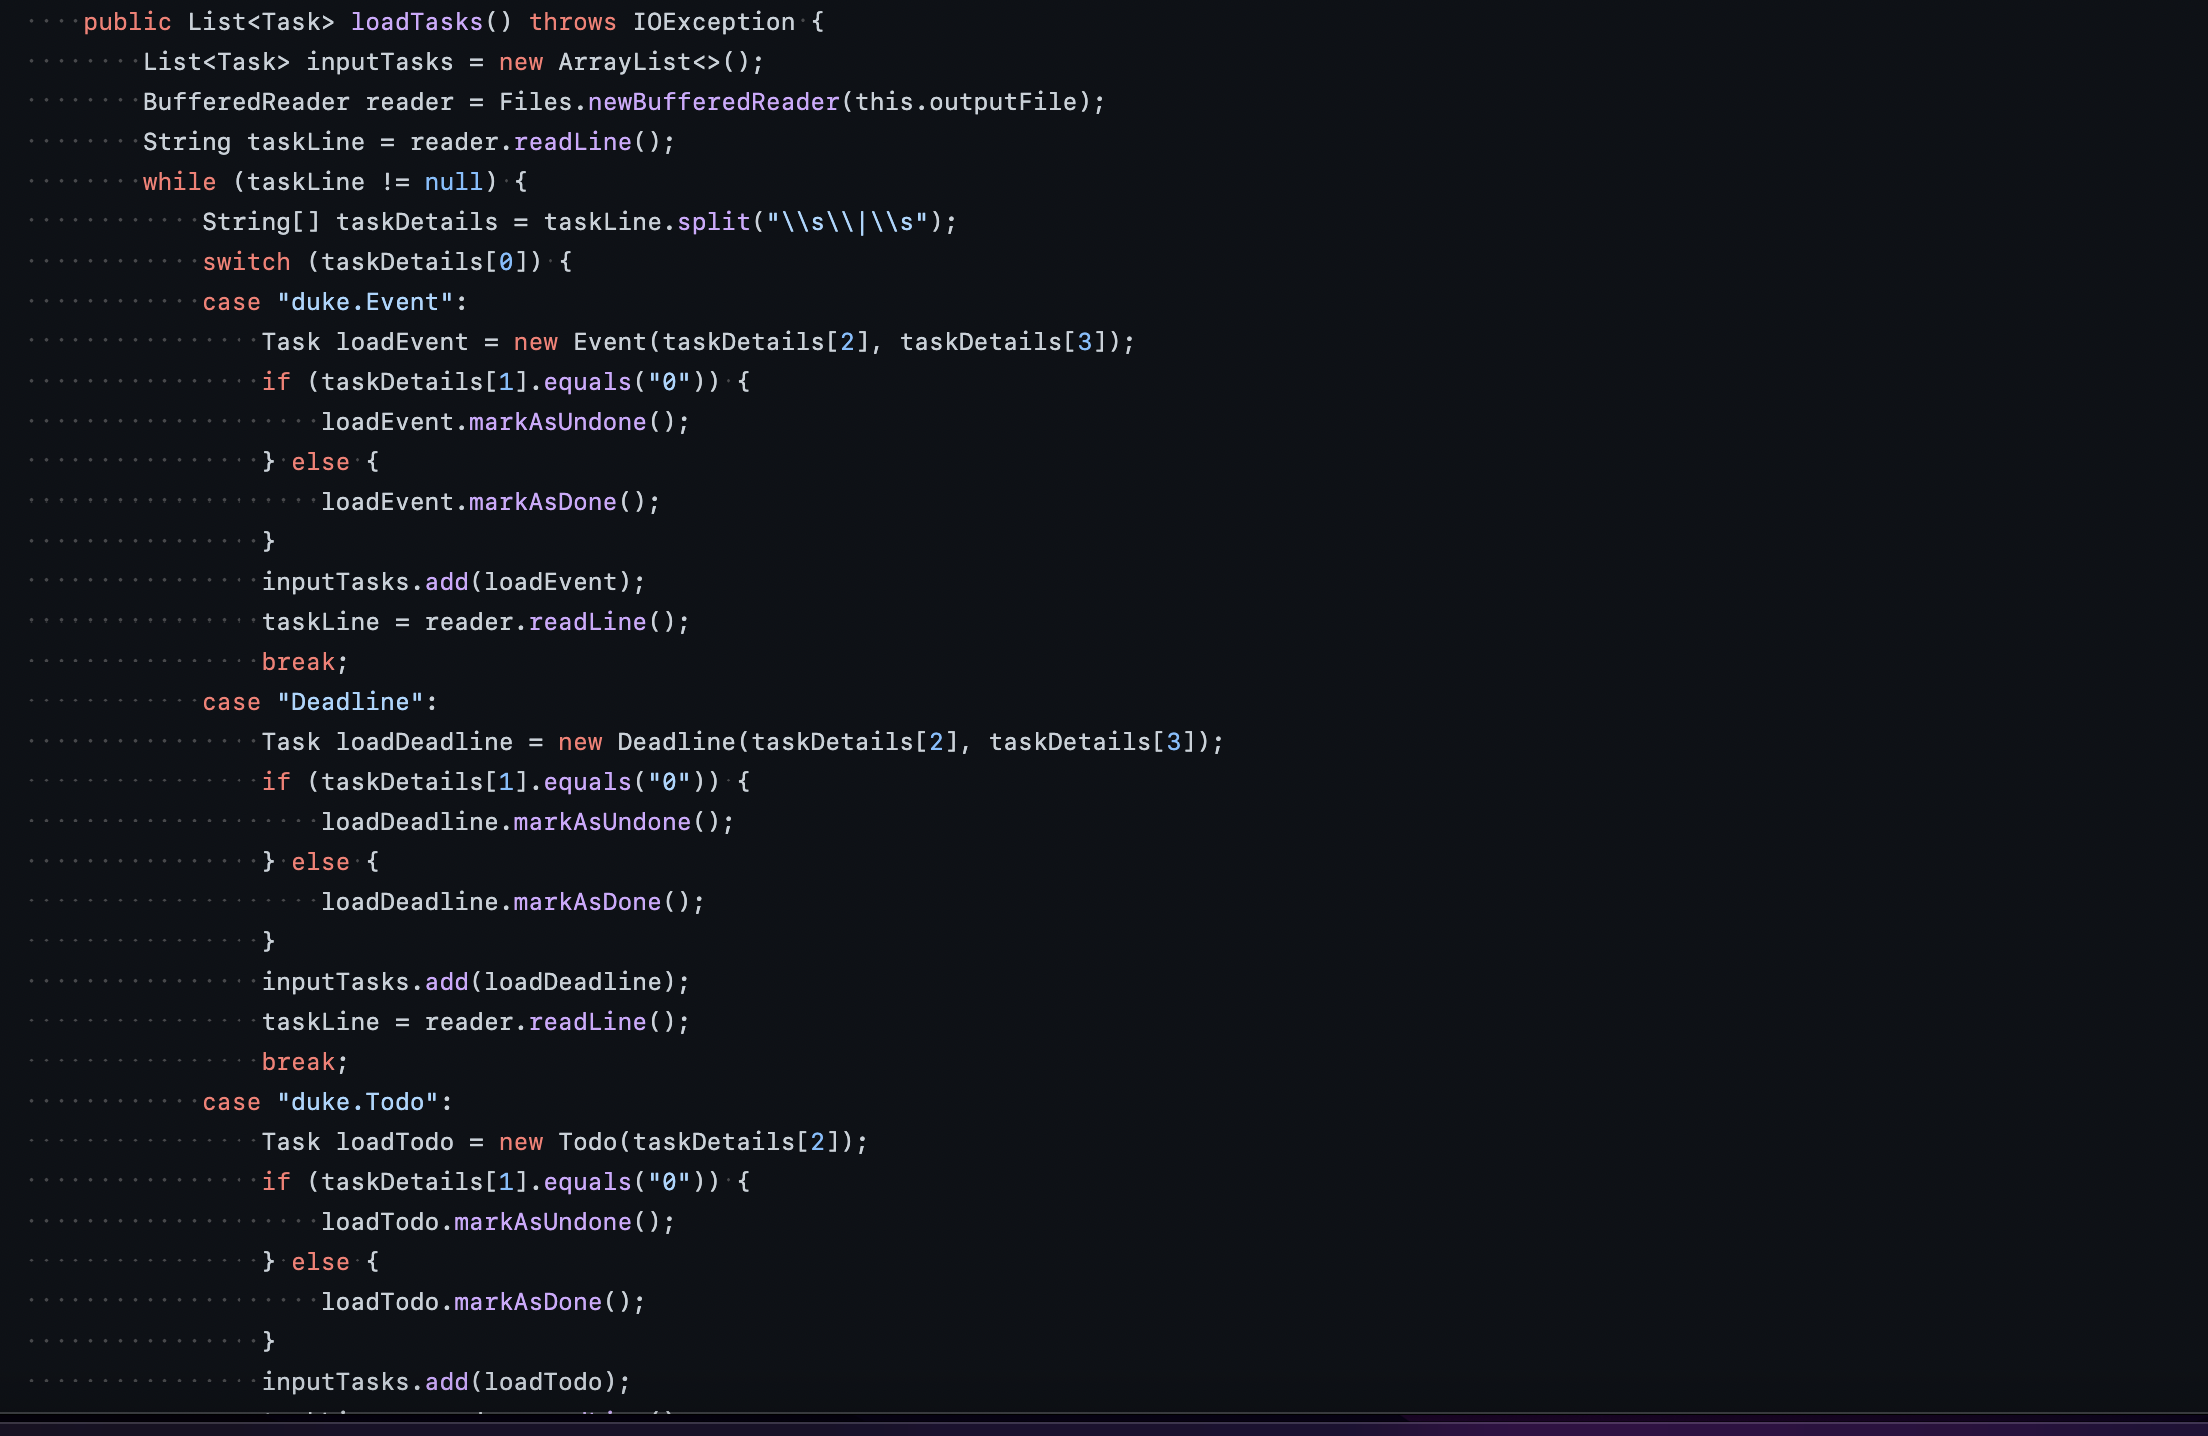 public List<Task> loadTasks() throws IOException {
List<Task> inputTasks = new ArrayList<>();
BufferedReader reader = Files.newBufferedReader(this.outputFile);
String taskLine = reader.readLine();
while (taskLine != null) {
String[] taskDetails = taskLine.split("\\s\\|\\s");
switch (taskDetails[0]) {
case "duke.Event":
Task loadEvent = new Event(taskDetails[2], taskDetails[3]);
if (taskDetails[1].equals("0")) {
loadEvent.markAsUndone();
} else {
loadEvent.markAsDone();
}
inputTasks.add(loadEvent);
taskLine = reader.readLine();
break;
case "Deadline":
Task loadDeadline = new Deadline(taskDetails[2], taskDetails[3]);
if (taskDetails[1].equals("0")) {
loadDeadline.markAsUndone();
} else {
loadDeadline.markAsDone();
}
inputTasks.add(loadDeadline);
taskLine = reader.readLine();
break;
case "duke.Todo":
Task loadTodo = new Todo(taskDetails[2]);
if (taskDetails[1].equals("0")) {
loadTodo.markAsUndone();
} else {
loadTodo.markAsDone();
}
inputTasks.add(loadTodo);